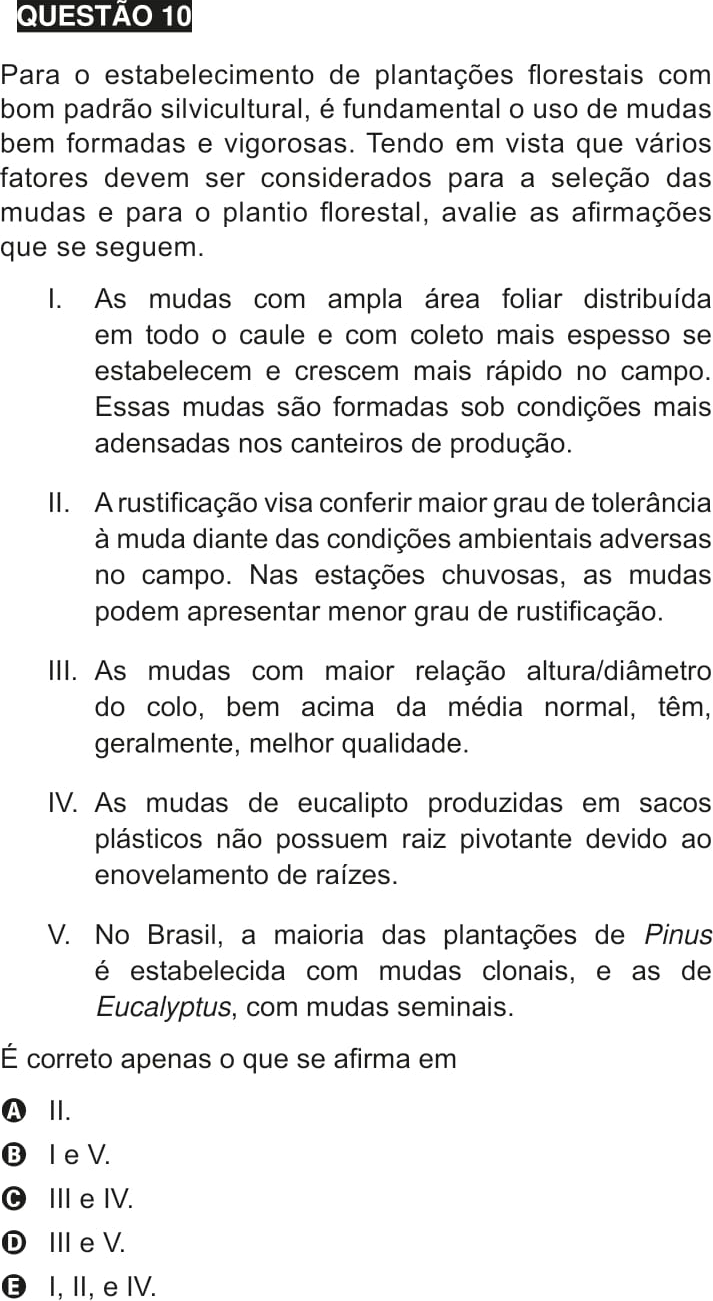 QUESTÃO 10
Para o estabelecimento de plantações florestais com
bom padrão silvicultural, é fundamental o uso de mudas
bem formadas e vigorosas. Tendo em vista que vários
fatores devem ser considerados para a seleção das
mudas e para o plantio florestal, avalie as afirmações
que se seguem.
I. As mudas com ampla área foliar distribuída
em todo o caule e com coleto mais espesso se
estabelecem e crescem mais rápido no campo.
Essas mudas são formadas sob condições mais
adensadas nos canteiros de produção.
II. A rustificação visa conferir maior grau de tolerância
à muda diante das condições ambientais adversas
no campo. Nas estações chuvosas, as mudas
podem apresentar menor grau de rustificação.
III. As mudas com maior relação altura/diâmetro
do colo, bem acima da média normal, têm,
geralmente, melhor qualidade.
IV. As mudas de eucalipto produzidas em sacos
plásticos não possuem raiz pivotante devido ao
enovelamento de raízes.
V. No Brasil, a maioria das plantações de Pinus
é estabelecida com mudas clonais, e as de
Eucalyptus, com mudas seminais.
É correto apenas o que se afirma em
A II.
B I e V.
C III e IV.
D III e V.
E I, II, e IV.